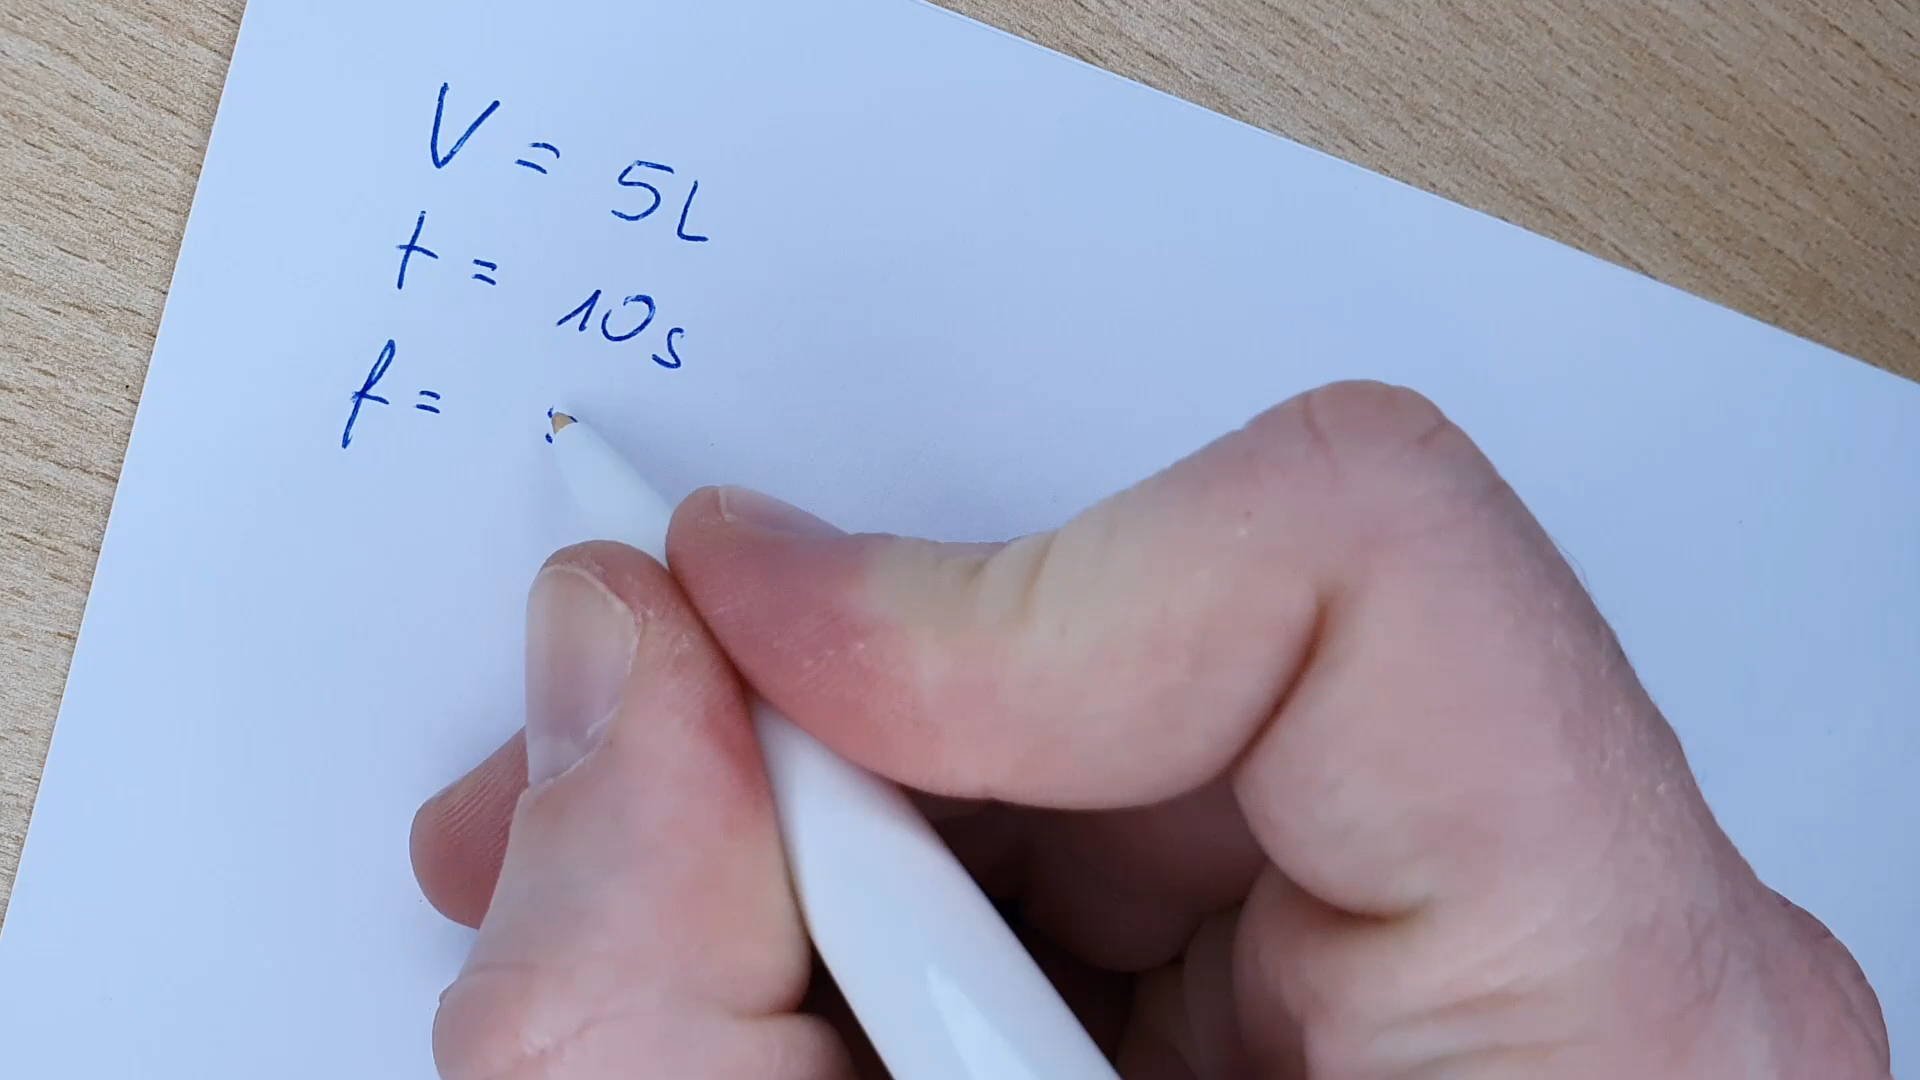 V = 5L
t = 10s
f =